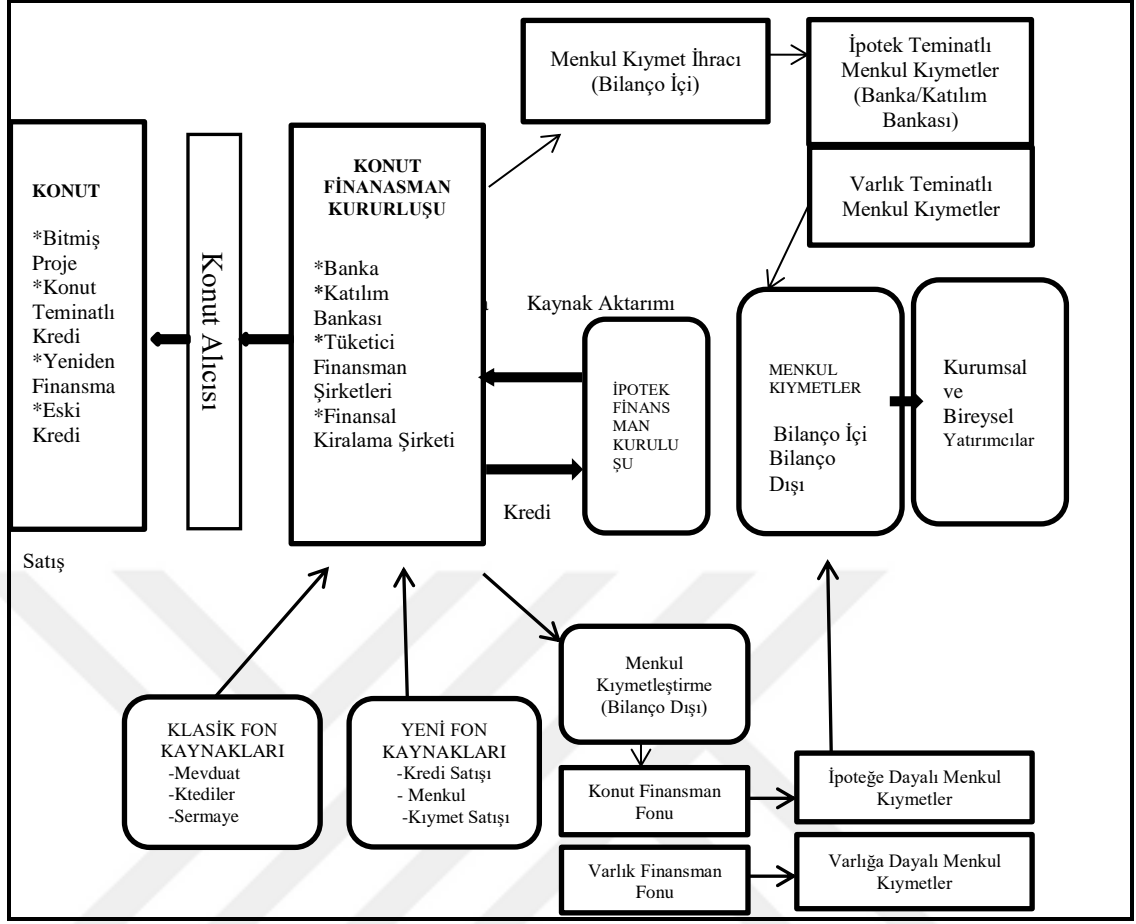 Menkul Kıymet İhracı
(Bilanço İçi)
İpotek Teminatlı
Menkul Kıymetler
(Banka/Katılım
Bankası)
Varlık Teminatlı
Menkul Kıymetler
KONUT
*Bitmiş
Proje
*Konut
Teminatlı
Kredi
*Yeniden
Finansma
*Eski
Kredi
Konut Alıcısı
KONUT
FİNANASMAN
KURURLUŞU
*Banka
*Katılım
Bankası
*Tüketici
Finansman
Şirketleri
*Finansal
Kiralama Şirketi
Kaynak Aktarımı
İPOTEK
FİNANS
MAN
KURULU
ŞU
Kredi
MENKUL
KIYMETLER
Bilanço İçi
Bilanço
Dışı
Kurumsal
ve
Bireysel
Yatırımcılar
Satış
KLASİK FON
KAYNAKLARI
-Mevduat
-Ktediler
-Sermaye
YENİ FON
KAYNAKLARI
-Kredi Satışı
- Menkul
-Kıymet Satışı
Menkul
Kıymetleştirme
(Bilanço Dışı)
Konut Finansman
Fonu
İpoteğe Dayalı Menkul
Kıymetler
Varlık Finansman
Fonu
Varlığa Dayalı Menkul
Kıymetler